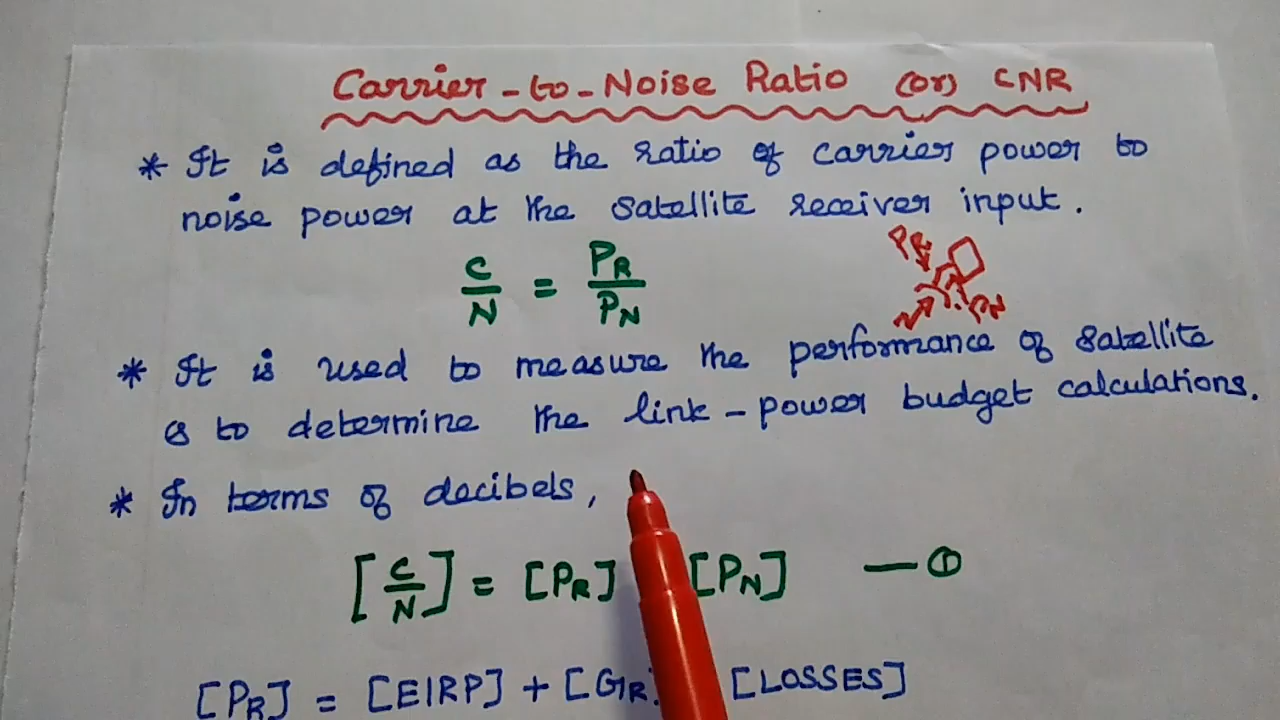 Carrier-to-Noise Ratio (or) CNR
* It is defined as the ratio of carrier power to
noise power at the satellite receiver input.
C/N = PR/PN
PR
PN
* It is used to measure the performance of satellite
& to determine the link-power budget calculations.
* In terms of decibels,
[C/N] = [PR] [PN] — ①
[PR] = [EIRP] + [GR] [LOSSES]